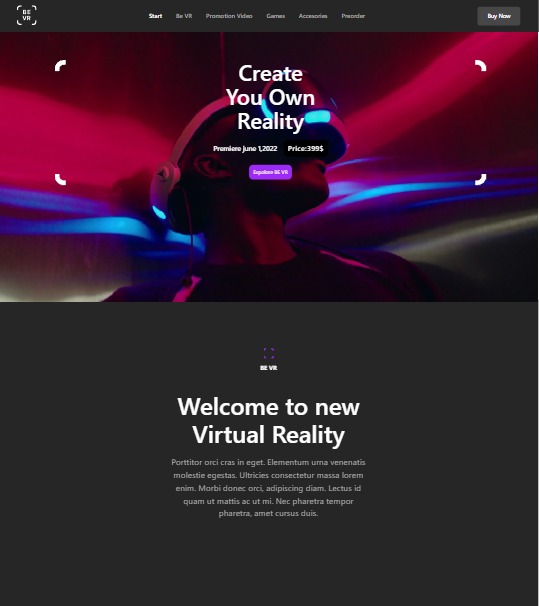 BE
VR
Start Be VR Promotion Video Games Accesories Preorder
Buy Now
Create
You Own
Reality
Premiere June 1,2022 Price:399$
Expolore BE VR
BE VR
Welcome to new
Virtual Reality
Porttitor orci cras in eget. Elementum urna venenatis
molestie egestas. Ultricies consectetur massa lorem
enim. Morbi donec orci, adipiscing diam. Lectus id
quam ut mattis ac ut mi. Nec pharetra tempor
pharetra, amet cursus duis.